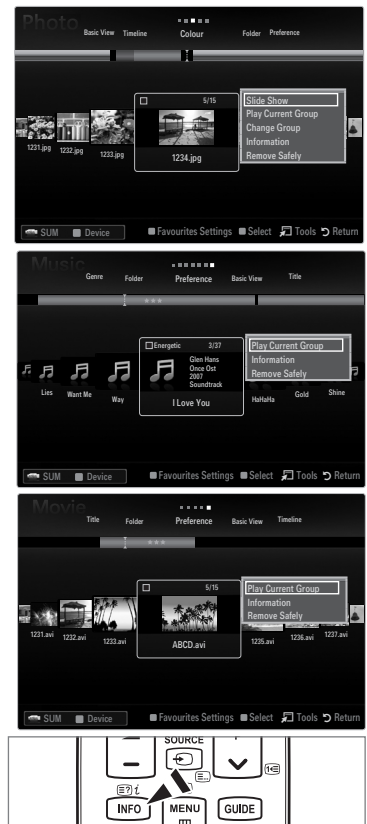 Photo
Basic View Timeline Colour Folder Preference
5/15
Slide Show
Play Current Group
Change Group
Information
Remove Safely
1231.jpg 1232.jpg 1233.jpg 1234.jpg
SUM Device Favourites Settings Select Tools Return
Music
Genre Folder Preference Basic View Title
Energetic 3/37
Glen Hans
Once Ost
2007
Soundtrack
Play Current Group
Information
Remove Safely
Lies Want Me Way I Love You HaHaHa Gold Shine
SUM Device Favourites Settings Select Tools Return
Movie
Title Folder Preference Basic View Timeline
5/15
Play Current Group
Information
Remove Safely
1231.avi 1232.avi 1233.avi ABCD.avi 1235.avi 1236.avi 1237.avi
SUM Device Favourites Settings Select Tools Return
SOURCE
INFO MENU GUIDE